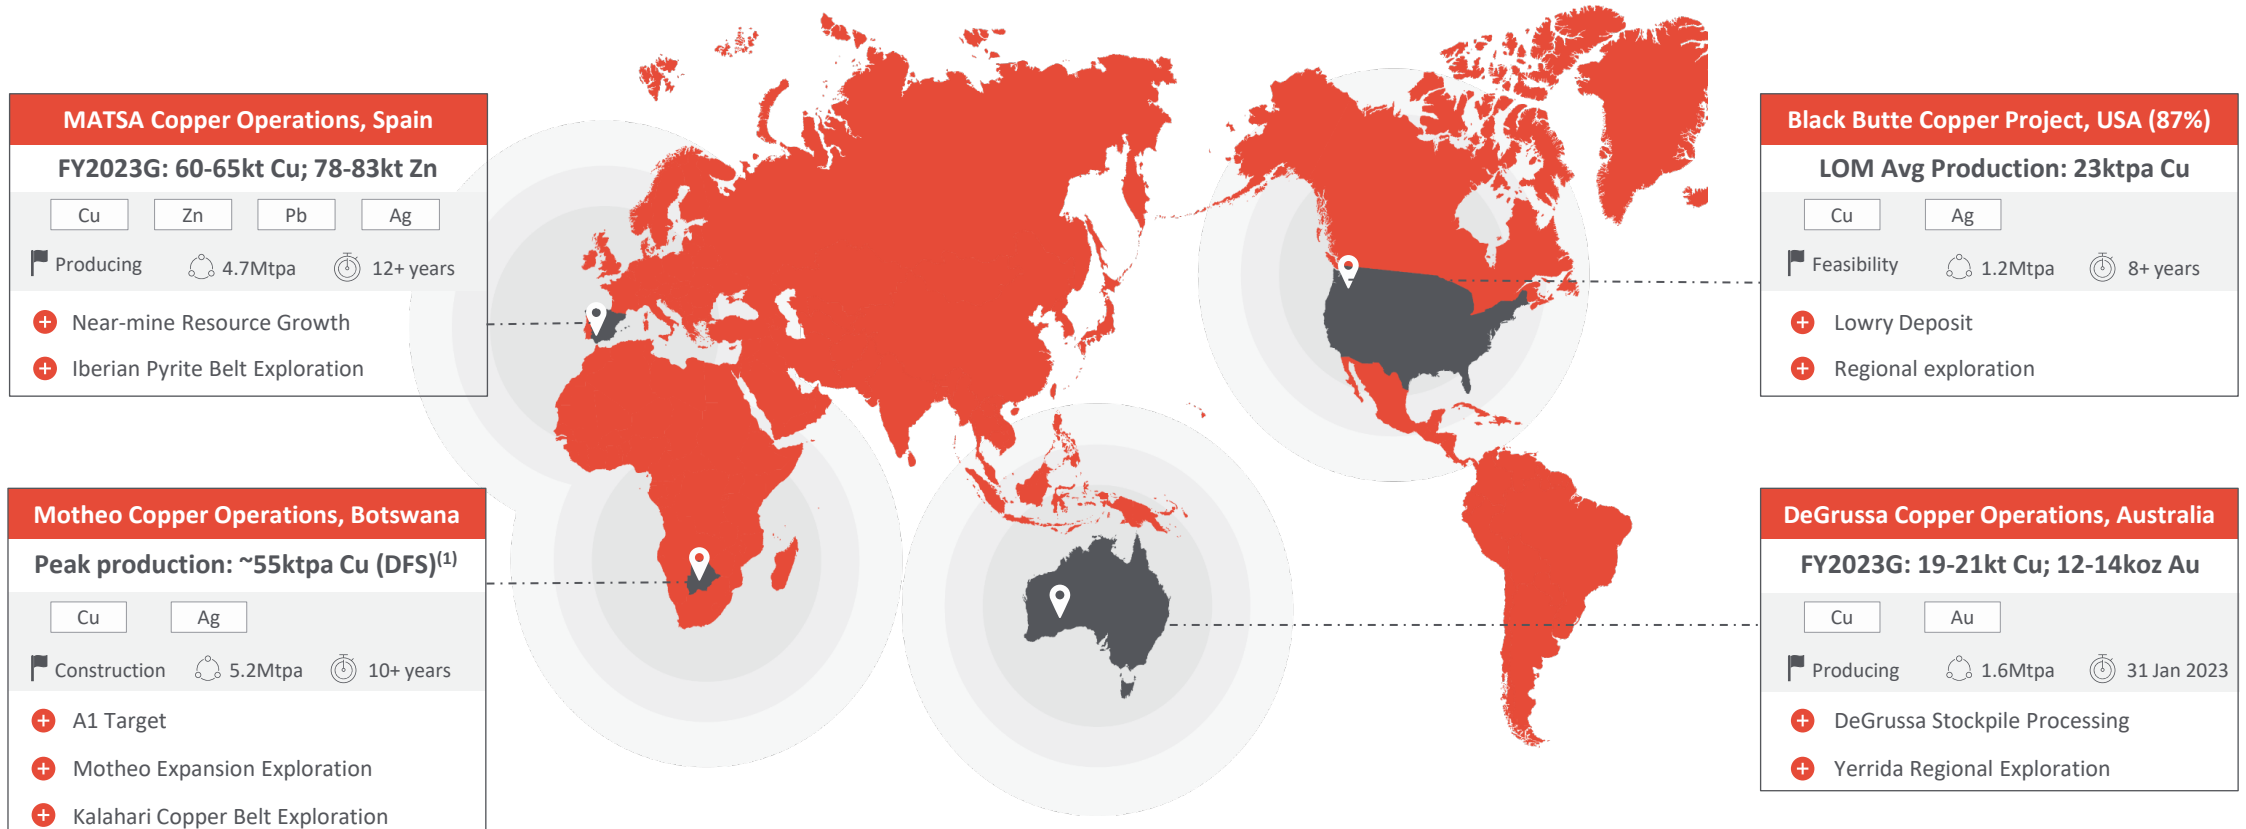 MATSA Copper Operations, Spain
FY2023G: 60-65kt Cu; 78-83kt Zn
Cu Zn Pb Ag
Producing 4.7Mtpa 12+ years
Near-mine Resource Growth
Iberian Pyrite Belt Exploration
Motheo Copper Operations, Botswana
Peak production: ~55ktpa Cu (DFS)(1)
Cu Ag
Construction 5.2Mtpa 10+ years
A1 Target
Motheo Expansion Exploration
Kalahari Copper Belt Exploration
Black Butte Copper Project, USA (87%)
LOM Avg Production: 23ktpa Cu
Cu Ag
Feasibility 1.2Mtpa 8+ years
Lowry Deposit
Regional exploration
DeGrussa Copper Operations, Australia
FY2023G: 19-21kt Cu; 12-14koz Au
Cu Au
Producing 1.6Mtpa 31 Jan 2023
DeGrussa Stockpile Processing
Yerrida Regional Exploration